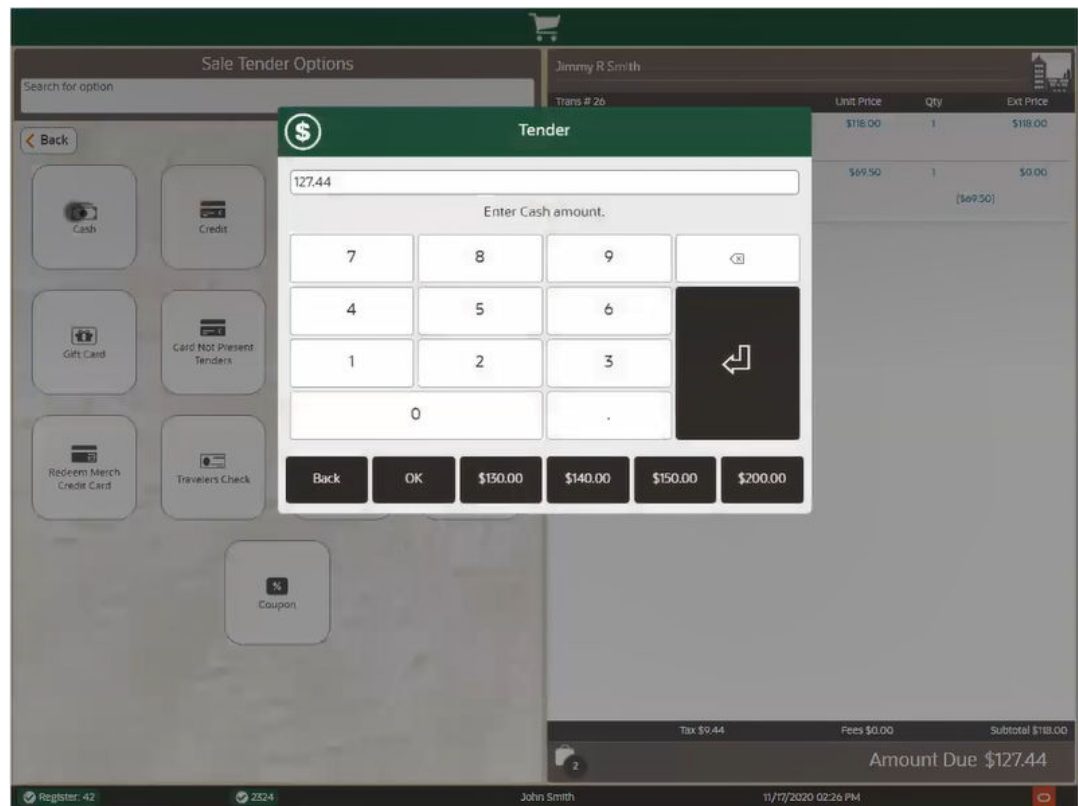 Sale Tender Options
Search for option
Back
Cash
Credit
Gift Card
Card Not Present
Tenders
Redeem Merch
Credit Card
Travelers Check
%
Coupon
$
Tender
127.44
Enter Cash amount.
7 8 9
4 5 6
1 2 3
0 .
Back OK $130.00 $140.00 $150.00 $200.00
Jimmy R Smith
Trans # 26 Unit Price Qty Ext Price
$118.00 1 $118.00
$69.50 1 $0.00
($69.50)
Tax $9.44 Fees $0.00 Subtotal $118.00
2
Amount Due $127.44
Register: 42 2324 John Smith 11/17/2020 02:26 PM